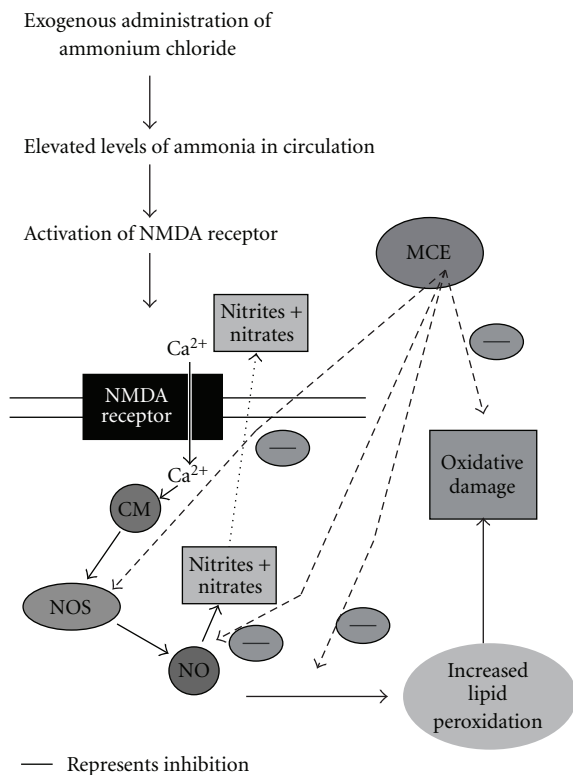 Exogenous administration of
ammonium chloride
Elevated levels of ammonia in circulation
Activation of NMDA receptor
MCE
Nitrites +
nitrates
Ca²⁺
NMDA
receptor
Ca²⁺
Oxidative
damage
CM
Nitrites +
nitrates
NOS
NO
Increased
lipid
peroxidation
Represents inhibition